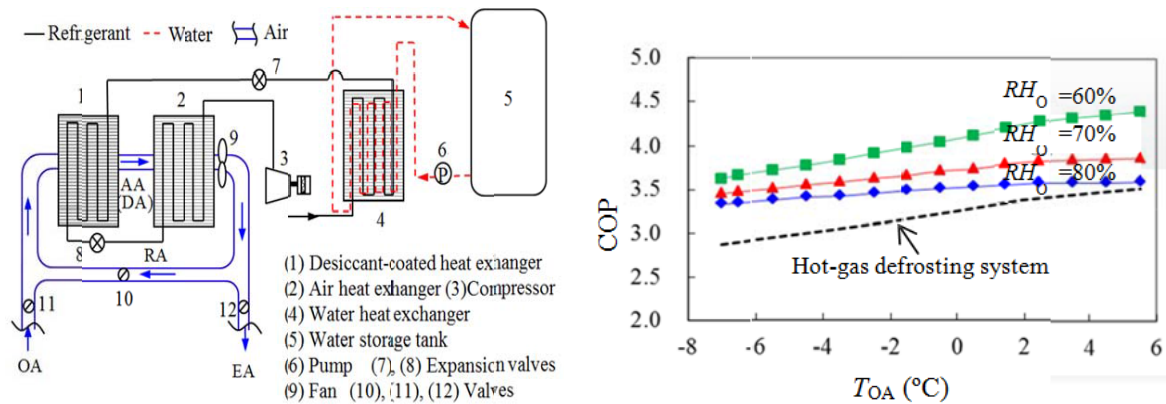 Refrigerant Water Air
1
2
3
4
5
6
7
8
9
10
11
12
P
AA
(DA)
RA
OA
EA
(1) Desiccant-coated heat exhanger
(2) Air heat exhanger (3)Compressor
(4) Water heat exchanger
(5) Water storage tank
(6) Pump (7), (8) Expansion valves
(9) Fan (10), (11), (12) Valves
COP
5.0
4.5
4.0
3.5
3.0
2.5
2.0
RHO =60%
RHO =70%
RHO =80%
Hot-gas defrosting system
-8 -6 -4 -2 0 2 4 6
TOA (ºC)